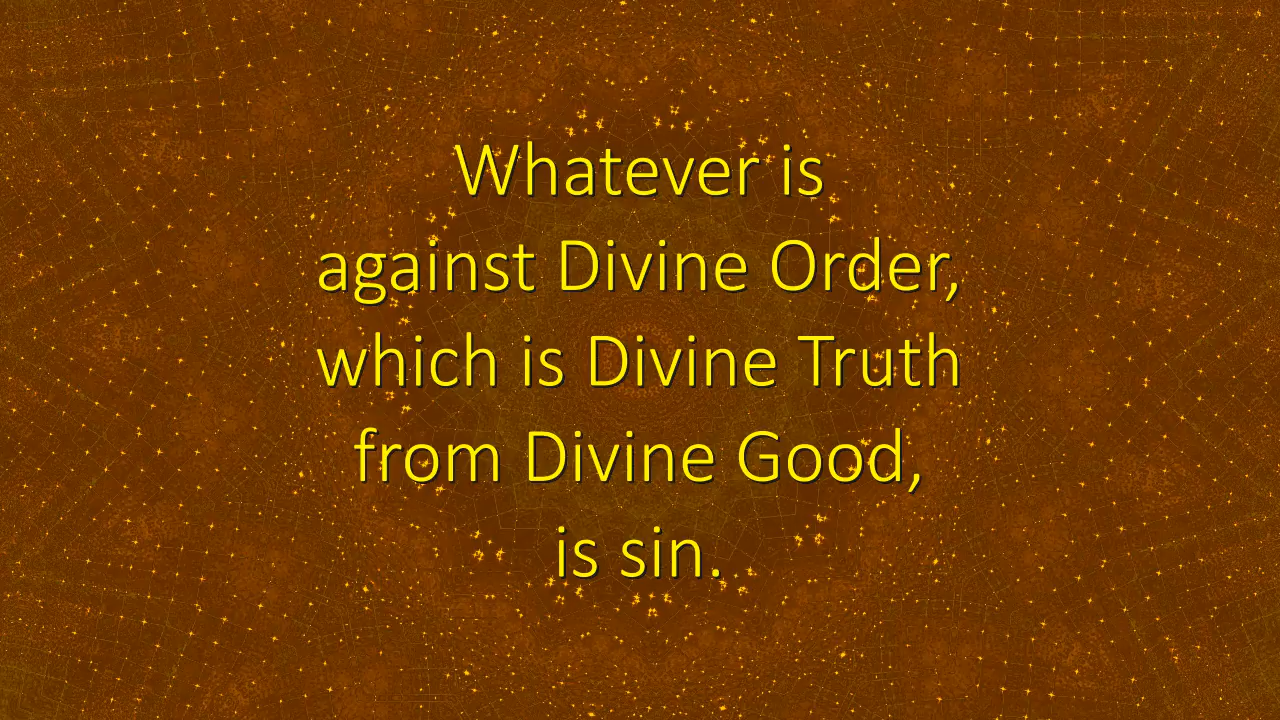 Whatever is
against Divine Order,
which is Divine Truth
from Divine Good,
is sin.